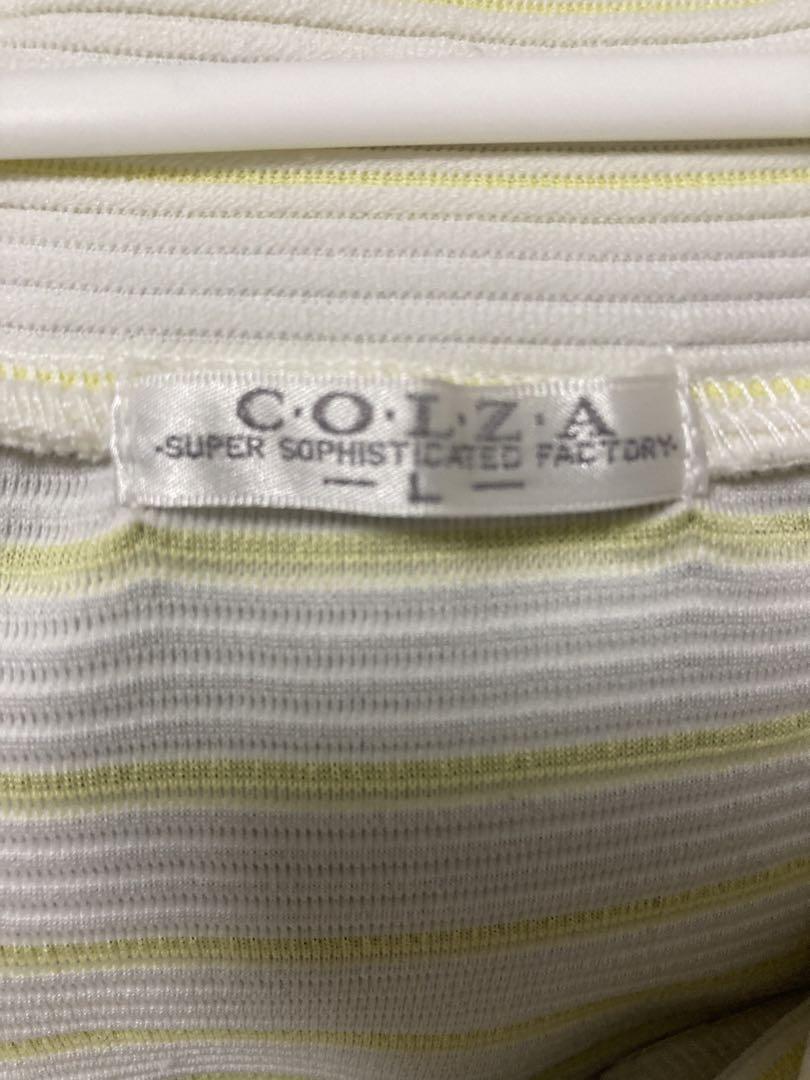 C·O·L·Z·A
-SUPER SOPHISTICATED FACTORY-
— L —